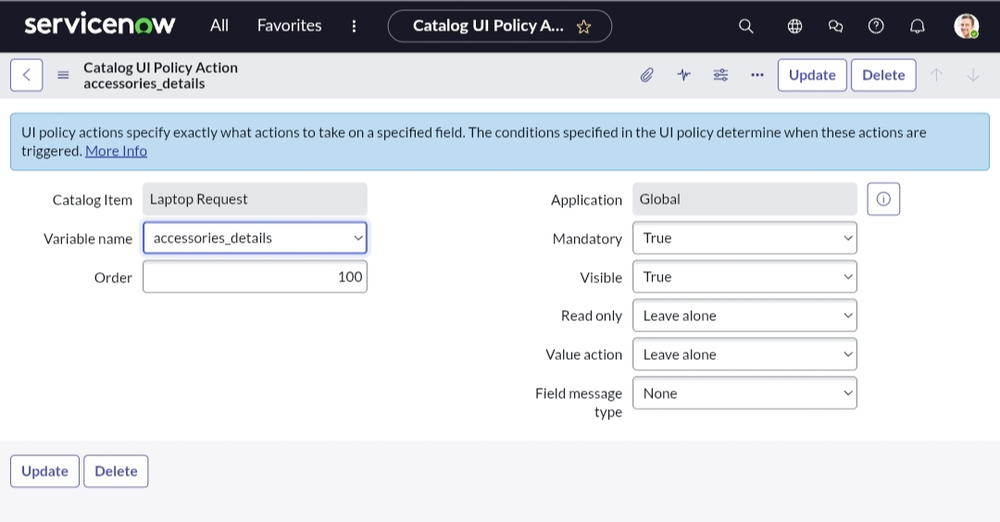 servicenow All Favorites Catalog UI Policy A...
Catalog UI Policy Action
accessories_details
Update Delete
UI policy actions specify exactly what actions to take on a specified field. The conditions specified in the UI policy determine when these actions are
triggered. More Info
Catalog Item Laptop Request
Variable name accessories_details
Order 100
Application Global
Mandatory True
Visible True
Read only Leave alone
Value action Leave alone
Field message
type None
Update Delete